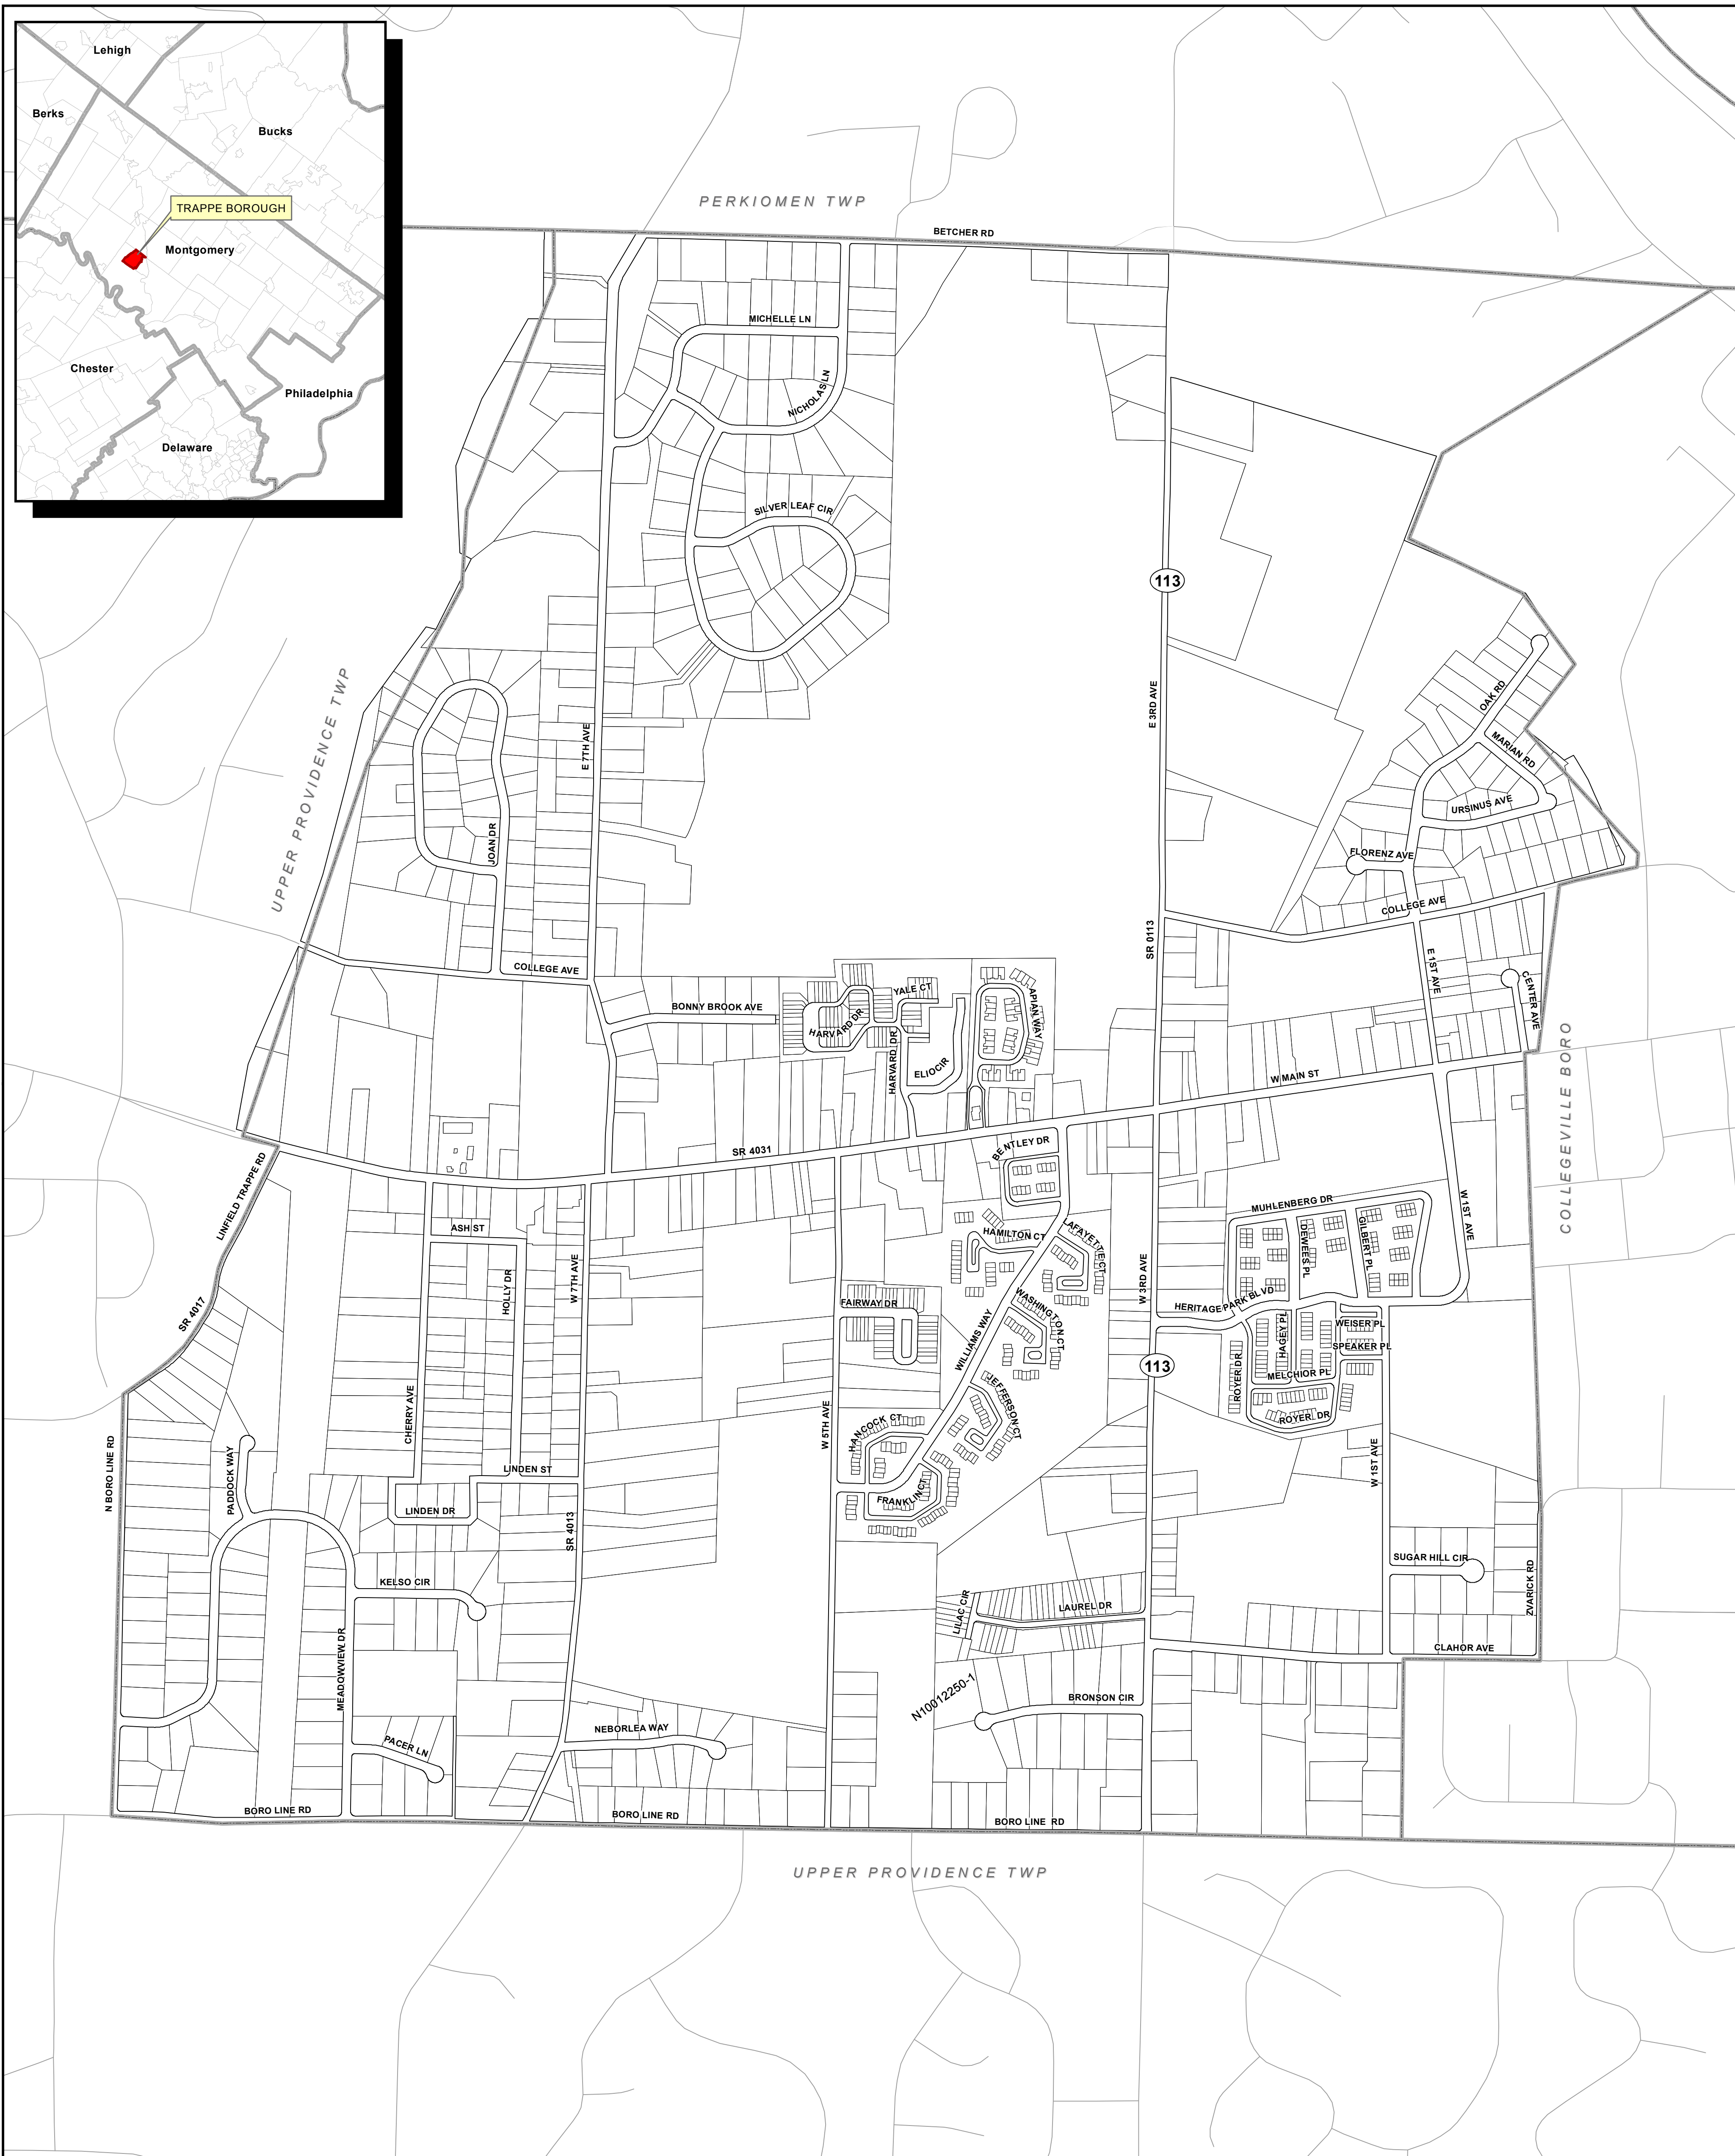 Lehigh
Berks
Bucks
TRAPPE BOROUGH
Montgomery
Chester
Philadelphia
Delaware
PERKIOMEN TWP
BETCHER RD
MICHELLE LN
NICHOLAS LN
SILVER LEAF CIR
113
UPPER PROVIDENCE TWP
E 7TH AVE
E 3RD AVE
OAK RD
MARIAN RD
URSINUS AVE
JOAN DR
FLORENZ AVE
COLLEGE AVE
SR 0113
COLLEGE AVE
E 1ST AVE
CENTER AVE
BONNY BROOK AVE
YALE CT
HARVARD DR
APIAN WAY
HARVARD DR
ELIOCIR
W MAIN ST
COLLEGEVILLE BORO
SR 4031
BENTLEY DR
LINFIELD TRAPPE RD
MUHLENBERG DR
W 1ST AVE
ASH ST
HAMILTON CT
LAFAYETTE CT
DEWEES PL
GILBERT PL
HOLLY DR
W 7TH AVE
W 3RD AVE
SR 4017
FAIRWAY DR
WASHINGTON CT
HERITAGE PARK BLVD
WILLIAMS WAY
HAGEY PL
WEISER PL
SPEAKER PL
113
ROYER DR
MELCHIOR PL
CHERRY AVE
W 5TH AVE
JEFFERSON CT
HANCOCK CT
ROYER DR
N BORO LINE RD
PADDOCK WAY
LINDEN ST
W 1ST AVE
LINDEN DR
FRANKLIN CT
SR 4013
SUGAR HILL CIR
KELSO CIR
ZVARICK RD
LILAC CIR
LAUREL DR
CLAHOR AVE
MEADOWVIEW DR
N10012250-1
BRONSON CIR
NEBORLEA WAY
PACER LN
BORO LINE RD
BORO LINE RD
BORO LINE RD
UPPER PROVIDENCE TWP